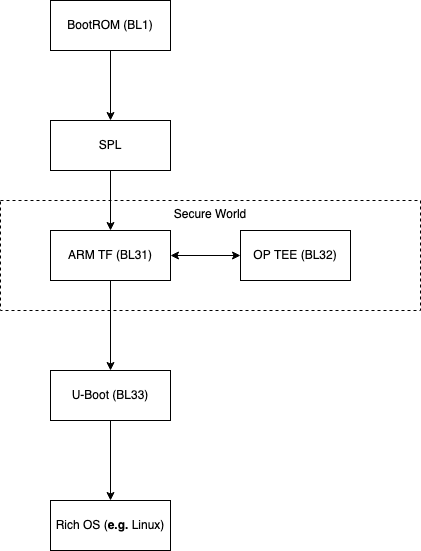 BootROM (BL1)
SPL
Secure World
ARM TF (BL31)
OP TEE (BL32)
U-Boot (BL33)
Rich OS (e.g. Linux)